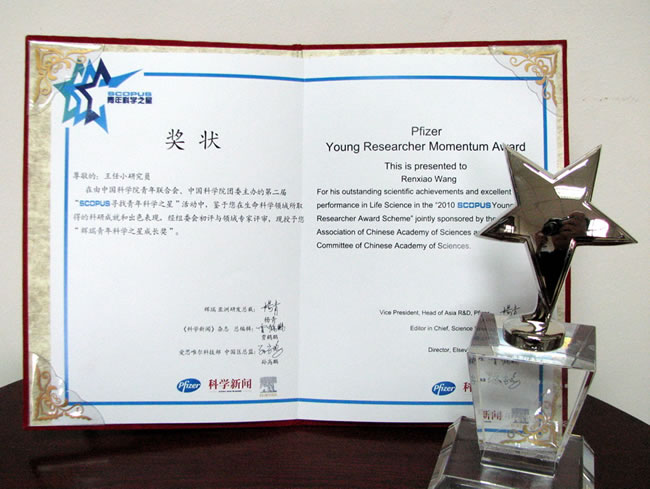 SCOPUS
青年科学之星
奖 状
尊敬的：王任小研究员
在由中国科学院青年联合会、中国科学院团委主办的第二届
“SCOPUS寻找青年科学之星”活动中，鉴于您在生命科学领域所取
得的科研成就和出色表现，经组委会初评与领域专家评审，现授予您
“辉瑞青年科学之星成长奖”。
辉瑞亚洲研发总裁：
杨青
《科学新闻》杂志 总编辑：
贾鹤鹏
爱思唯尔科技部 中国区总监：
Pfizer
科学新闻
Pfizer
Young Researcher Momentum Award
This is presented to
Renxiao Wang
For his outstanding scientific achievements and excellent
performance in Life Science in the "2010 SCOPUS Young
Researcher Award Scheme" jointly sponsored by the
Association of Chinese Academy of Sciences
Committee of Chinese Academy of Sciences.
Vice President, Head of Asia R&D,
Editor in Chief, Science
Director,
Pfizer
科学新闻